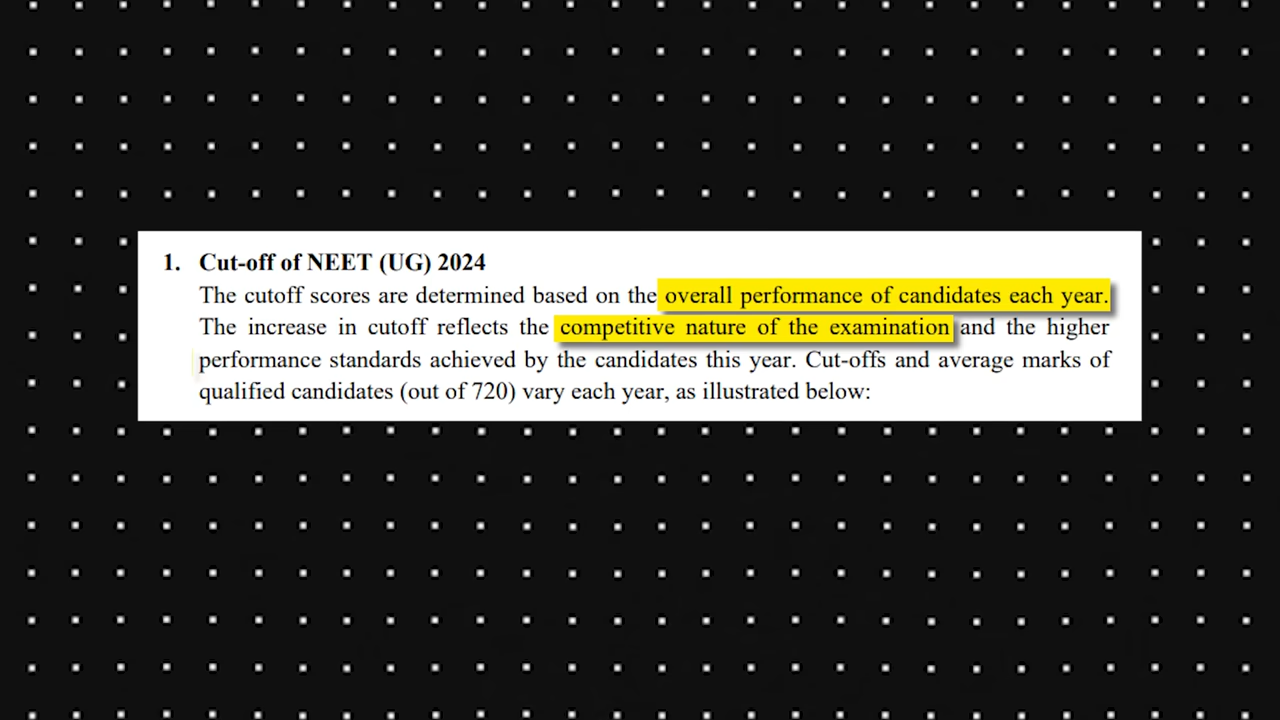 1. Cut-off of NEET (UG) 2024
The cutoff scores are determined based on the overall performance of candidates each year.
The increase in cutoff reflects the competitive nature of the examination and the higher
performance standards achieved by the candidates this year. Cut-offs and average marks of
qualified candidates (out of 720) vary each year, as illustrated below: